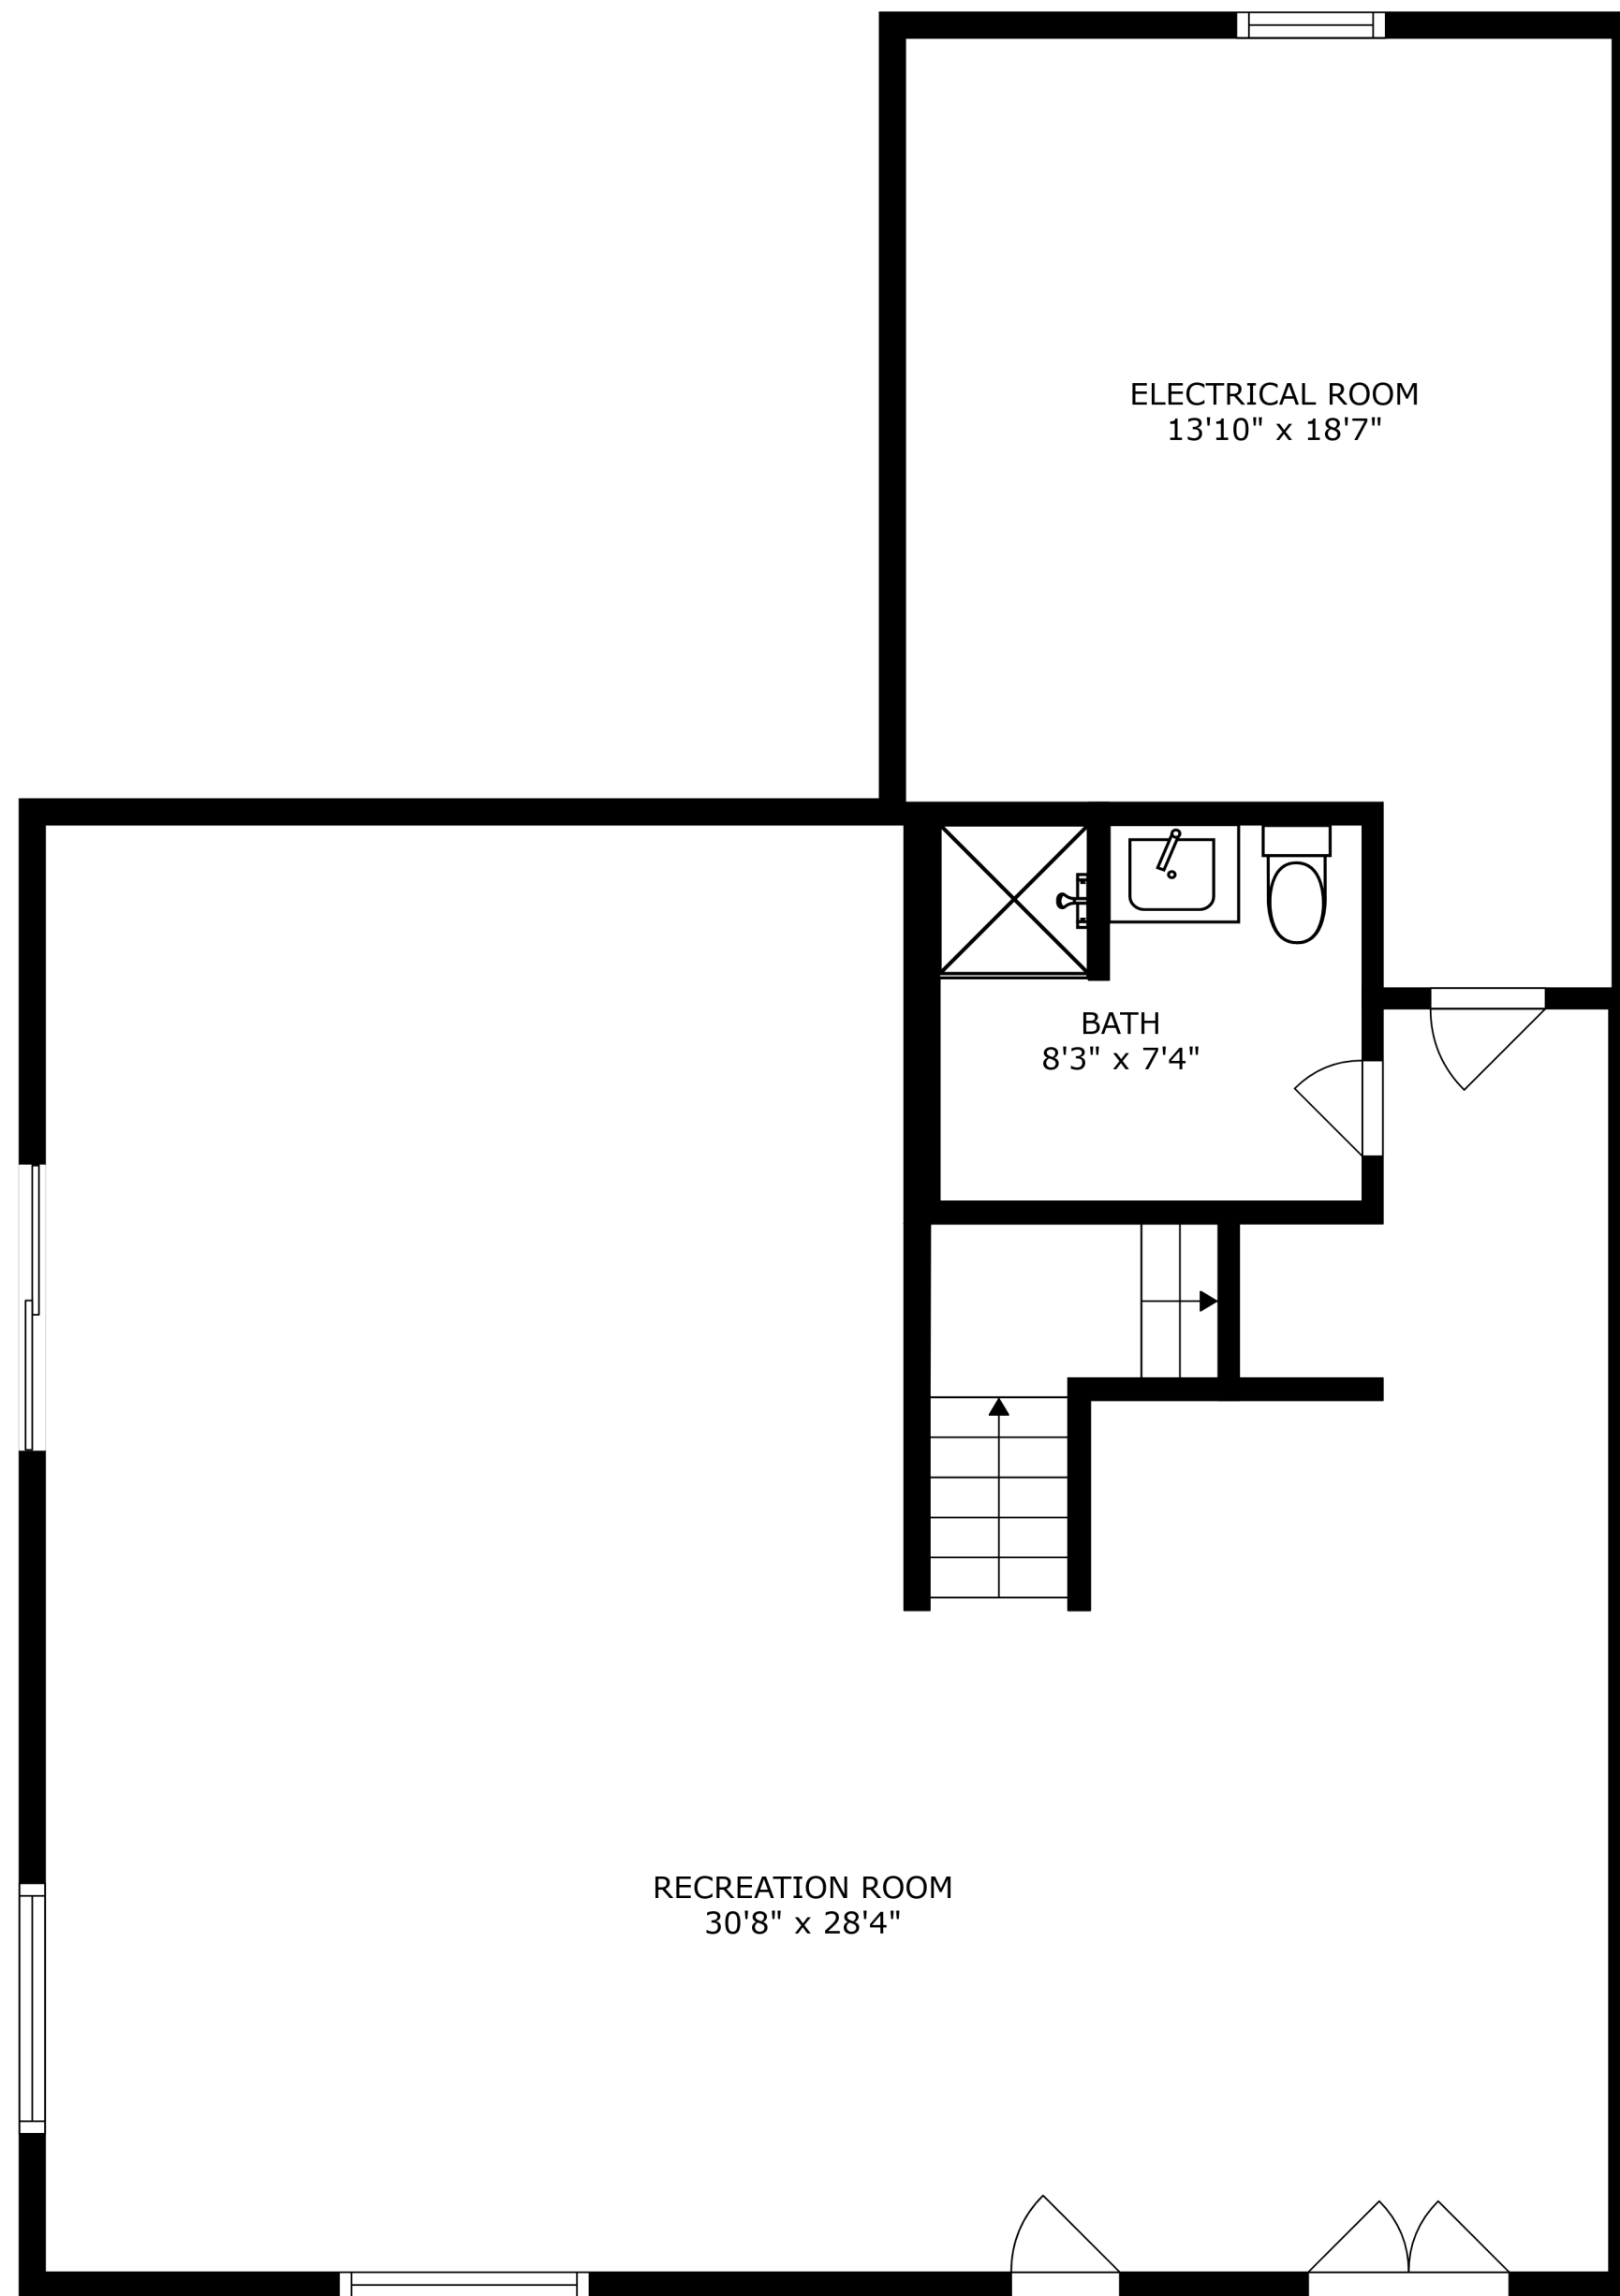 ELECTRICAL ROOM
13'10" x 18'7"
BATH
8'3" x 7'4"
RECREATION ROOM
30'8" x 28'4"